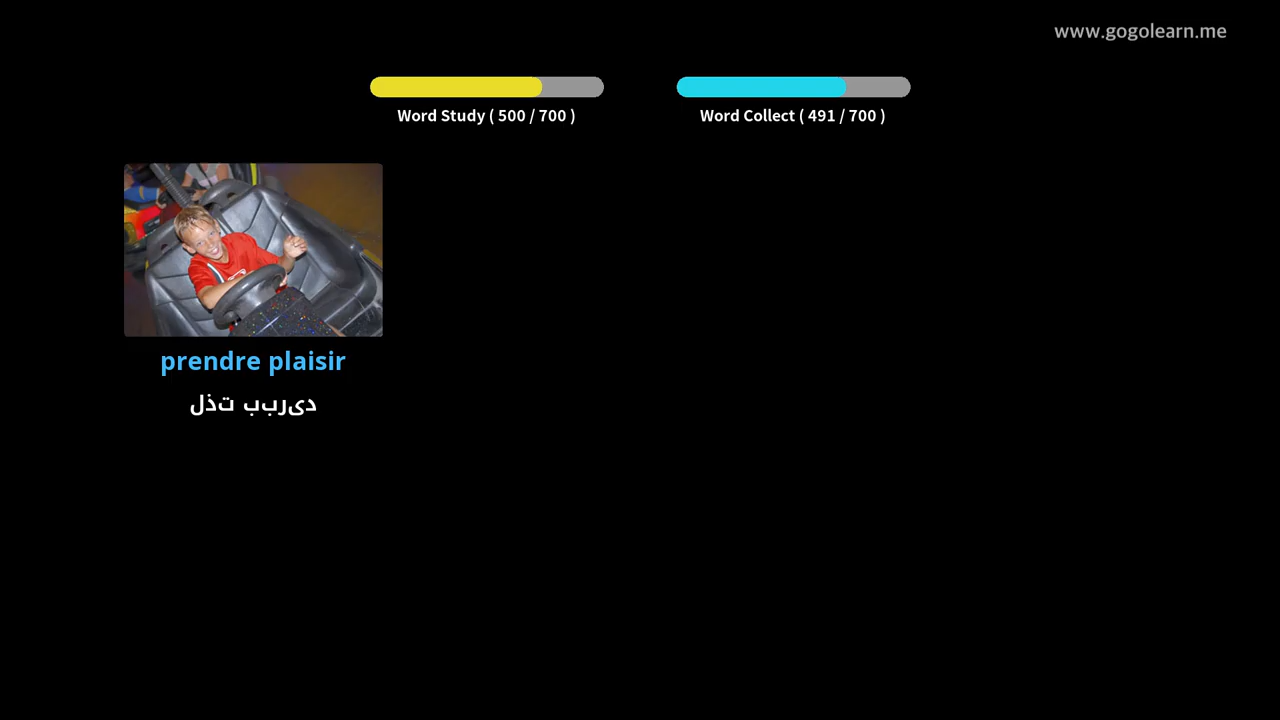 www.gogolearn.me
Word Study ( 500 / 700 )
Word Collect ( 491 / 700 )
prendre plaisir
لذت ببرید